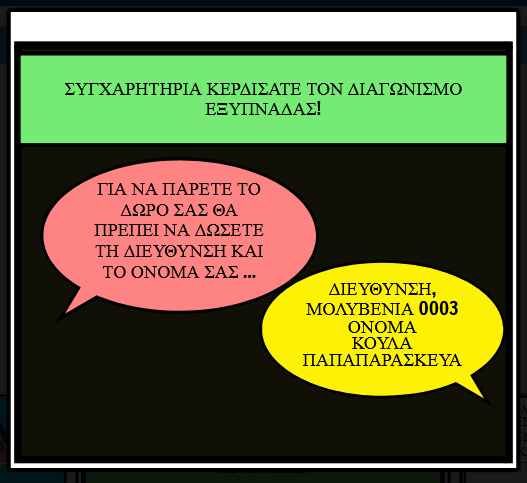 ΣΥΓΧΑΡΗΤΗΡΙΑ ΚΕΡΔΙΣΑΤΕ ΤΟΝ ΔΙΑΓΩΝΙΣΜΟ
ΕΞΥΠΝΑΔΑΣ!
ΓΙΑ ΝΑ ΠΑΡΕΤΕ ΤΟ
ΔΩΡΟ ΣΑΣ ΘΑ
ΠΡΕΠΕΙ ΝΑ ΔΩΣΕΤΕ
ΤΗ ΔΙΕΥΘΥΝΣΗ ΚΑΙ
ΤΟ ΟΝΟΜΑ ΣΑΣ ...
ΔΙΕΥΘΥΝΣΗ,
ΜΟΛΥΒΕΝΙΑ 0003
ΟΝΟΜΑ
ΚΟΥΛΑ
ΠΑΠΑΠΑΡΑΣΚΕΥΑ